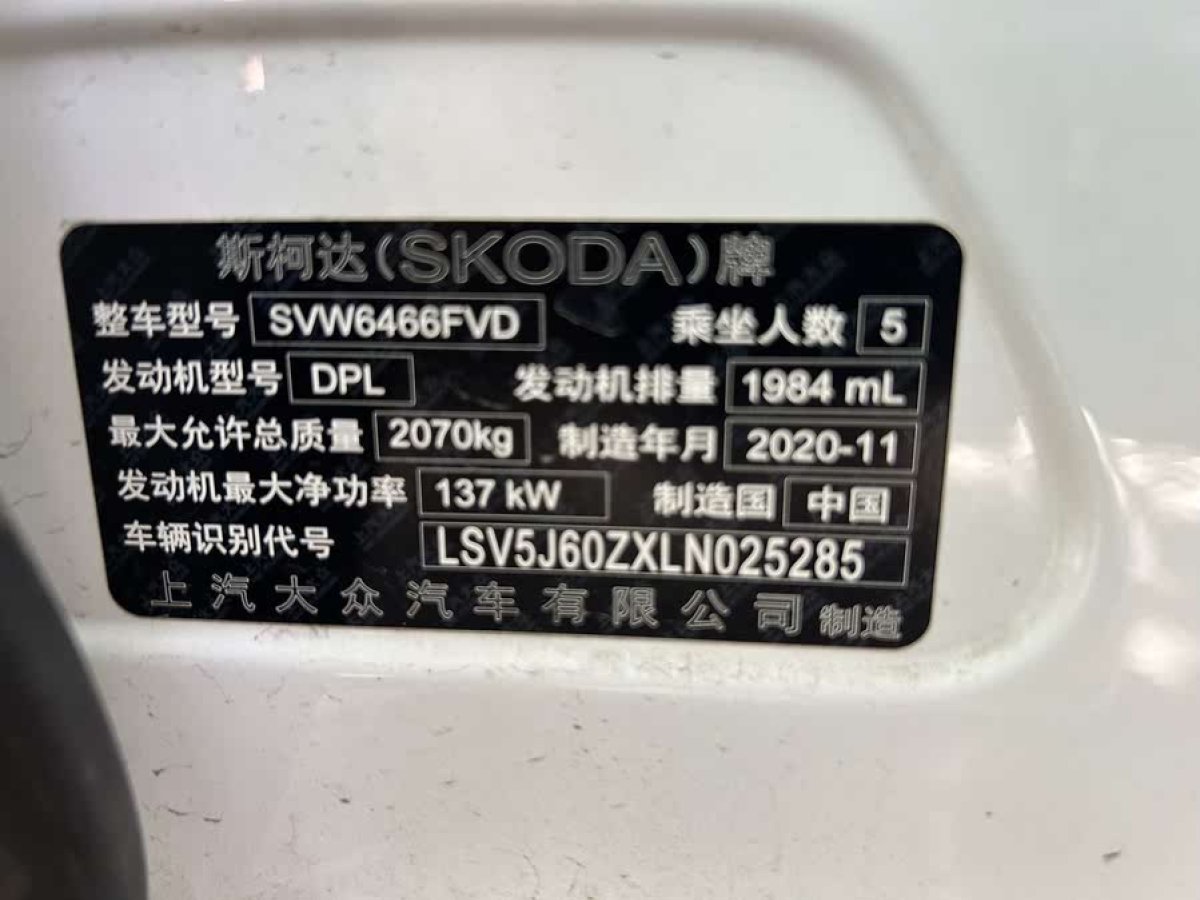 斯柯达(SKODA)牌
整车型号 SVW6466FVD 乘坐人数 5
发动机型号 DPL 发动机排量 1984 mL
最大允许总质量 2070kg 制造年月 2020-11
发动机最大净功率 137 kW 制造国 中国
车辆识别代号 LSV5J60ZXLN025285
上汽大众汽车有限公司 制造